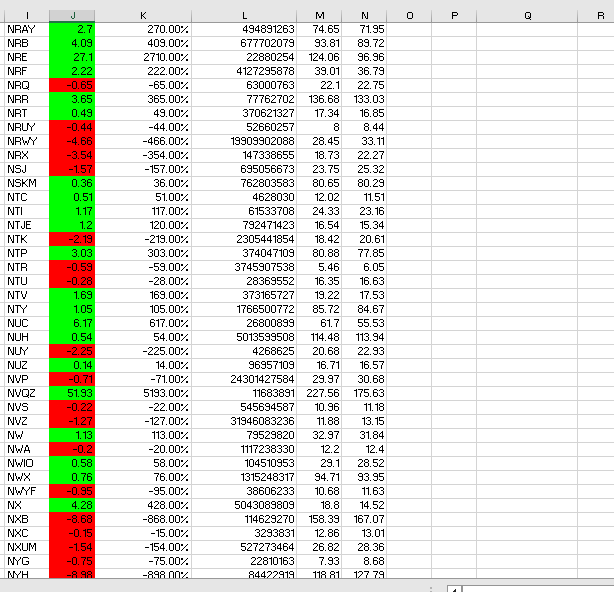 I J K L M N O P Q R
NRAY 2.7 270.00% 494891263 74.65 71.95
NRB 4.09 409.00% 677702079 93.81 89.72
NRE 27.1 2710.00% 22880254 124.06 96.96
NRF 2.22 222.00% 4127295878 39.01 36.79
NRQ -0.65 -65.00% 63000763 22.1 22.75
NRR 3.65 365.00% 77762702 136.68 133.03
NRT 0.49 49.00% 370621327 17.34 16.85
NRUY -0.44 -44.00% 52660257 8 8.44
NRWY -4.66 -466.00% 19909902088 28.45 33.11
NRX -3.54 -354.00% 147338655 18.73 22.27
NSJ -1.57 -157.00% 695056673 23.75 25.32
NSKM 0.36 36.00% 762803583 80.65 80.29
NTC 0.51 51.00% 4628030 12.02 11.51
NTI 1.17 117.00% 61533708 24.33 23.16
NTJE 1.2 120.00% 792471423 16.54 15.34
NTK -2.19 -219.00% 2305441854 18.42 20.61
NTP 3.03 303.00% 374047109 80.88 77.85
NTR -0.59 -59.00% 3745907538 5.46 6.05
NTU -0.28 -28.00% 28369552 16.35 16.63
NTV 1.69 169.00% 373165727 19.22 17.53
NTY 1.05 105.00% 1766500772 85.72 84.67
NUC 6.17 617.00% 26800899 61.7 55.53
NUH 0.54 54.00% 5013599508 114.48 113.94
NUY -2.25 -225.00% 4268625 20.68 22.93
NUZ 0.14 14.00% 96957109 16.71 16.57
NVP -0.71 -71.00% 24301427584 29.97 30.68
NVQZ 51.93 5193.00% 11683891 227.56 175.63
NVS -0.22 -22.00% 545694587 10.96 11.18
NVZ -1.27 -127.00% 31946083236 11.88 13.15
NW 1.13 113.00% 79529820 32.97 31.84
NWA -0.2 -20.00% 1117238330 12.2 12.4
NWIO 0.58 58.00% 104510953 29.1 28.52
NWX 0.76 76.00% 1315248317 94.71 93.95
NWYF -0.95 -95.00% 38606233 10.68 11.63
NX 4.28 428.00% 5043089809 18.8 14.52
NXB -8.68 -868.00% 114629270 158.39 167.07
NXC -0.15 -15.00% 3293831 12.86 13.01
NXUM -1.54 -154.00% 527273464 26.82 28.36
NYG -0.75 -75.00% 22810163 7.93 8.68
NYH -8.98 -898.00% 84422919 118.81 127.79